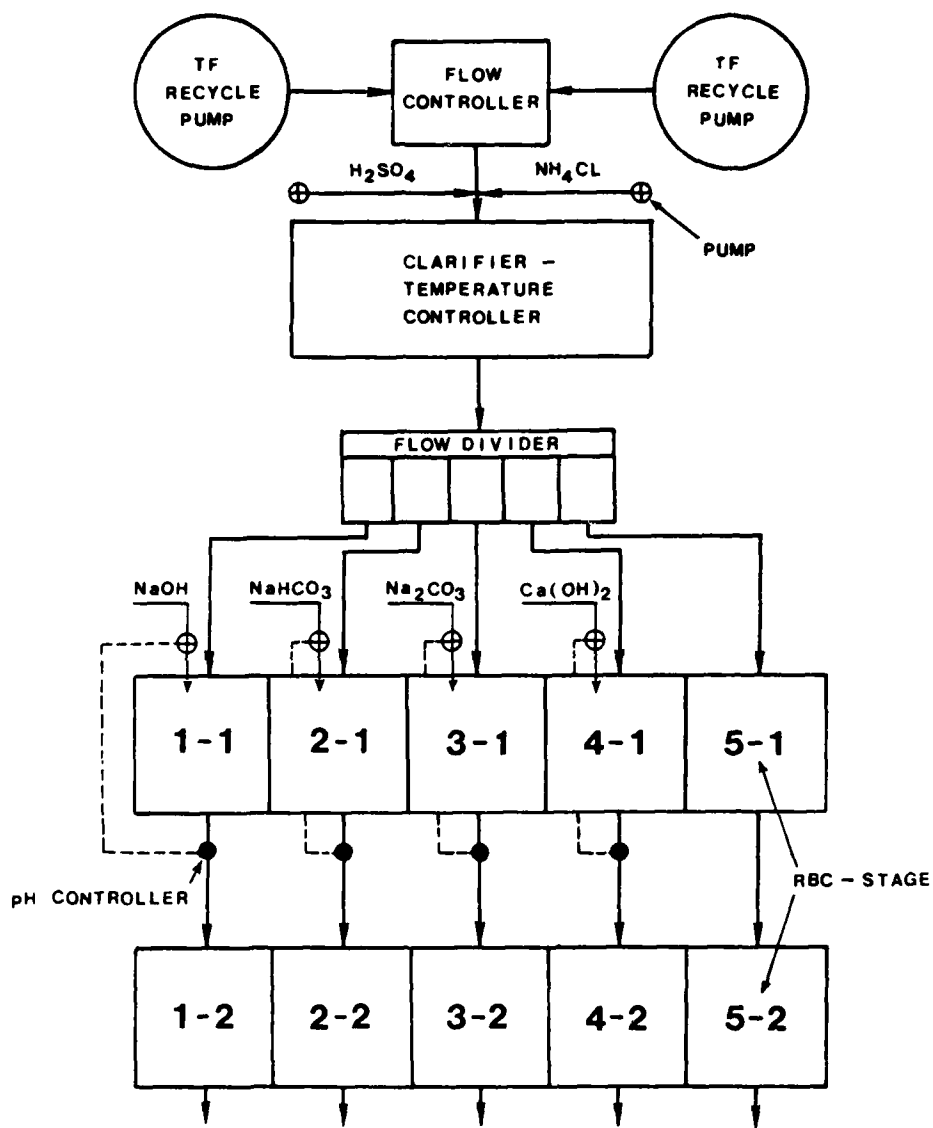 TF
RECYCLE
PUMP
FLOW
CONTROLLER
TF
RECYCLE
PUMP
H₂SO₄
NH₄CL
PUMP
CLARIFIER –
TEMPERATURE
CONTROLLER
FLOW DIVIDER
NaOH
NaHCO₃
Na₂CO₃
Ca(OH)₂
1-1
2-1
3-1
4-1
5-1
pH CONTROLLER
RBC – STAGE
1-2
2-2
3-2
4-2
5-2